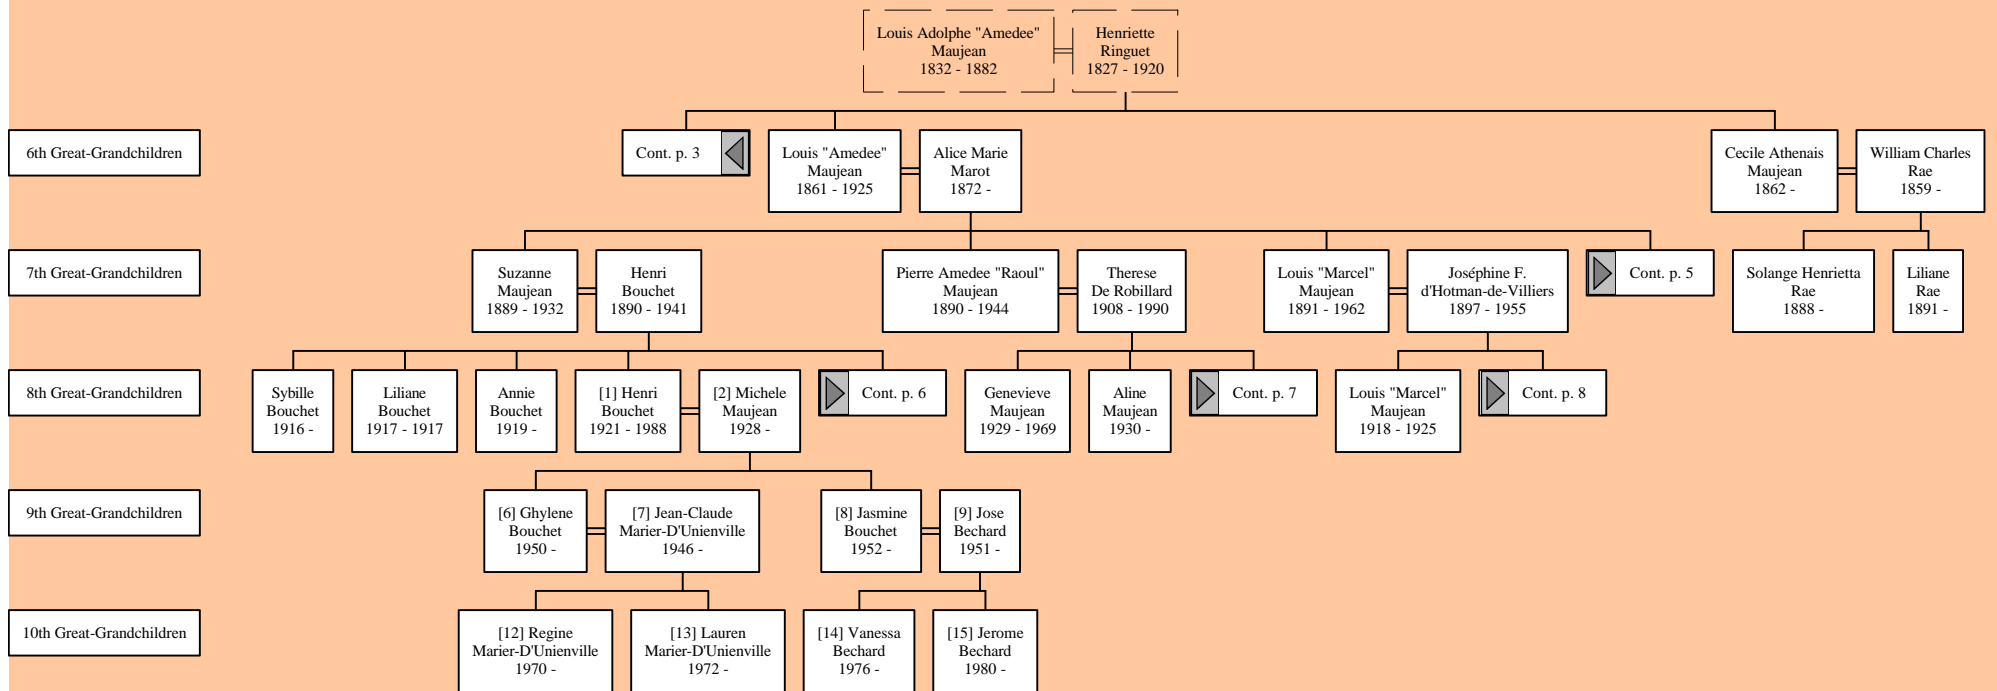 Louis Adolphe "Amedee"
Maujean
1832 - 1882
Henriette
Ringuet
1827 - 1920
6th Great-Grandchildren
Cont. p. 3
Louis "Amedee"
Maujean
1861 - 1925
Alice Marie
Marot
1872 -
Cecile Athenais
Maujean
1862 -
William Charles
Rae
1859 -
7th Great-Grandchildren
Suzanne
Maujean
1889 - 1932
Henri
Bouchet
1890 - 1941
Pierre Amedee "Raoul"
Maujean
1890 - 1944
Therese
De Robillard
1908 - 1990
Louis "Marcel"
Maujean
1891 - 1962
Joséphine F.
d'Hotman-de-Villiers
1897 - 1955
Cont. p. 5
Solange Henrietta
Rae
1888 -
Liliane
Rae
1891 -
8th Great-Grandchildren
Sybille
Bouchet
1916 -
Liliane
Bouchet
1917 - 1917
Annie
Bouchet
1919 -
[1] Henri
Bouchet
1921 - 1988
[2] Michele
Maujean
1928 -
Cont. p. 6
Genevieve
Maujean
1929 - 1969
Aline
Maujean
1930 -
Cont. p. 7
Louis "Marcel"
Maujean
1918 - 1925
Cont. p. 8
9th Great-Grandchildren
[6] Ghylene
Bouchet
1950 -
[7] Jean-Claude
Marier-D'Unienville
1946 -
[8] Jasmine
Bouchet
1952 -
[9] Jose
Bechard
1951 -
10th Great-Grandchildren
[12] Regine
Marier-D'Unienville
1970 -
[13] Lauren
Marier-D'Unienville
1972 -
[14] Vanessa
Bechard
1976 -
[15] Jerome
Bechard
1980 -